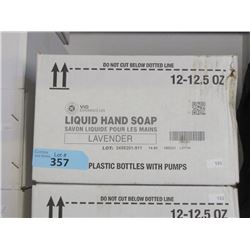 DO NOT CUT BELOW DOTTED LINE
12-12.5 OZ
VIG
LIQUID HAND SOAP
SAVON LIQUIDE POUR LES MAINS
LAVENDER
Lot #
357
PLASTIC BOTTLES WITH PUMPS
DO NOT CUT BELOW DOTTED LINE
12-12.5 OZ